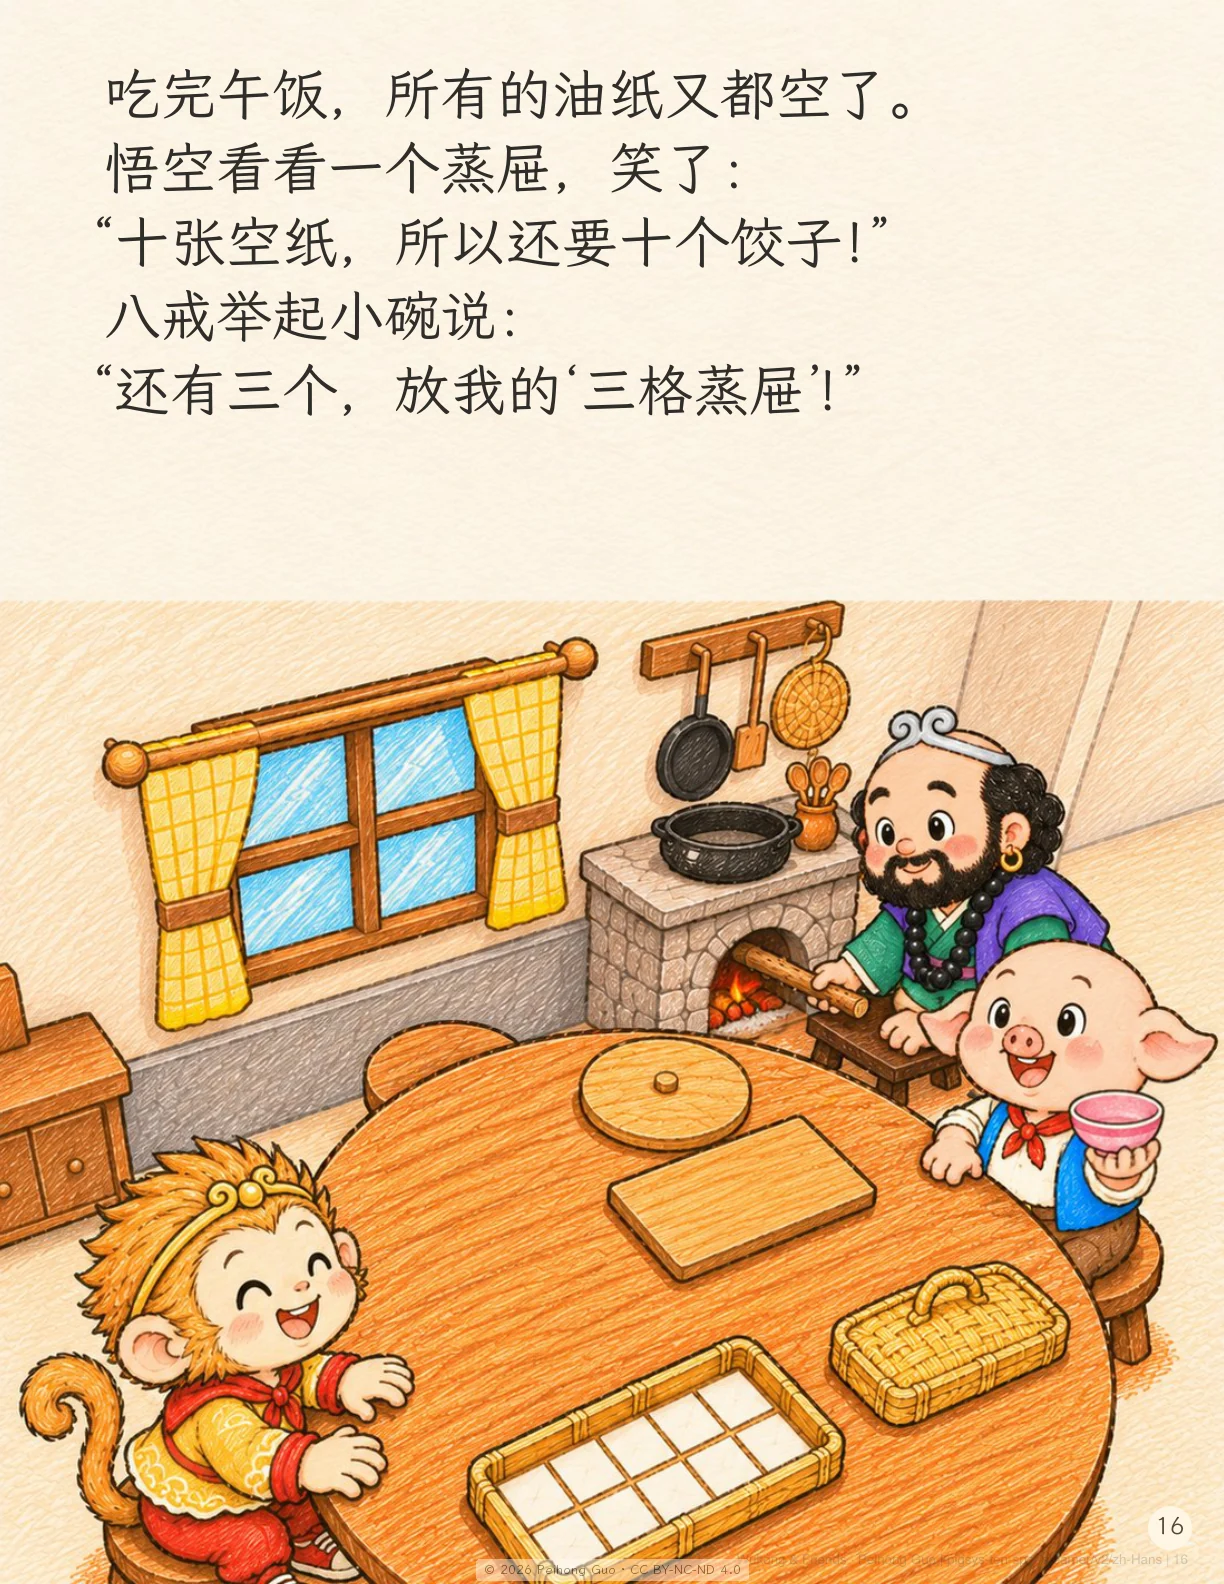 吃完午饭，所有的油纸又都空了。
悟空看看一个蒸屉，笑了：
“十张空纸，所以还要十个饺子！”
八戒举起小碗说：
“还有三个，放我的‘三格蒸屉’！”
16
© 2026 Peihong Guo · CC BY-NC-ND 4.0